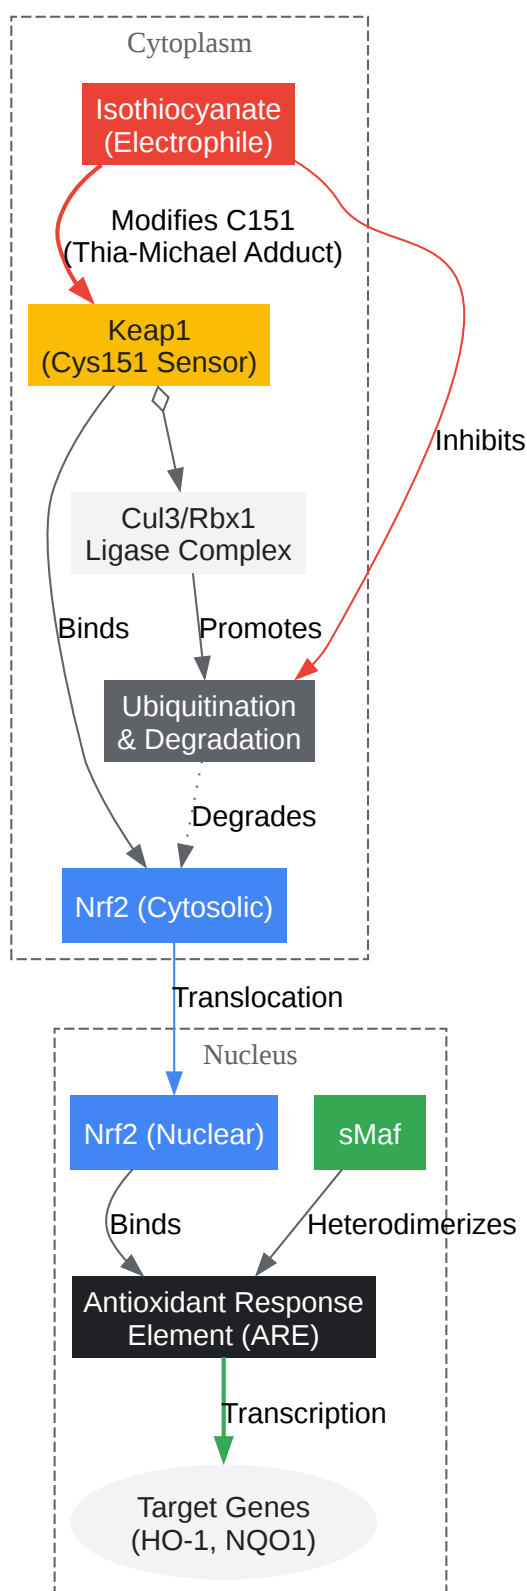 Cytoplasm
Isothiocyanate
(Electrophile)
Modifies C151
(Thia-Michael Adduct)
Keap1
(Cys151 Sensor)
Inhibits
Cul3/Rbx1
Ligase Complex
Binds
Promotes
Ubiquitination
& Degradation
Degrades
Nrf2 (Cytosolic)
Translocation
Nucleus
Nrf2 (Nuclear)
sMaf
Binds
Heterodimerizes
Antioxidant Response
Element (ARE)
Transcription
Target Genes
(HO-1, NQO1)